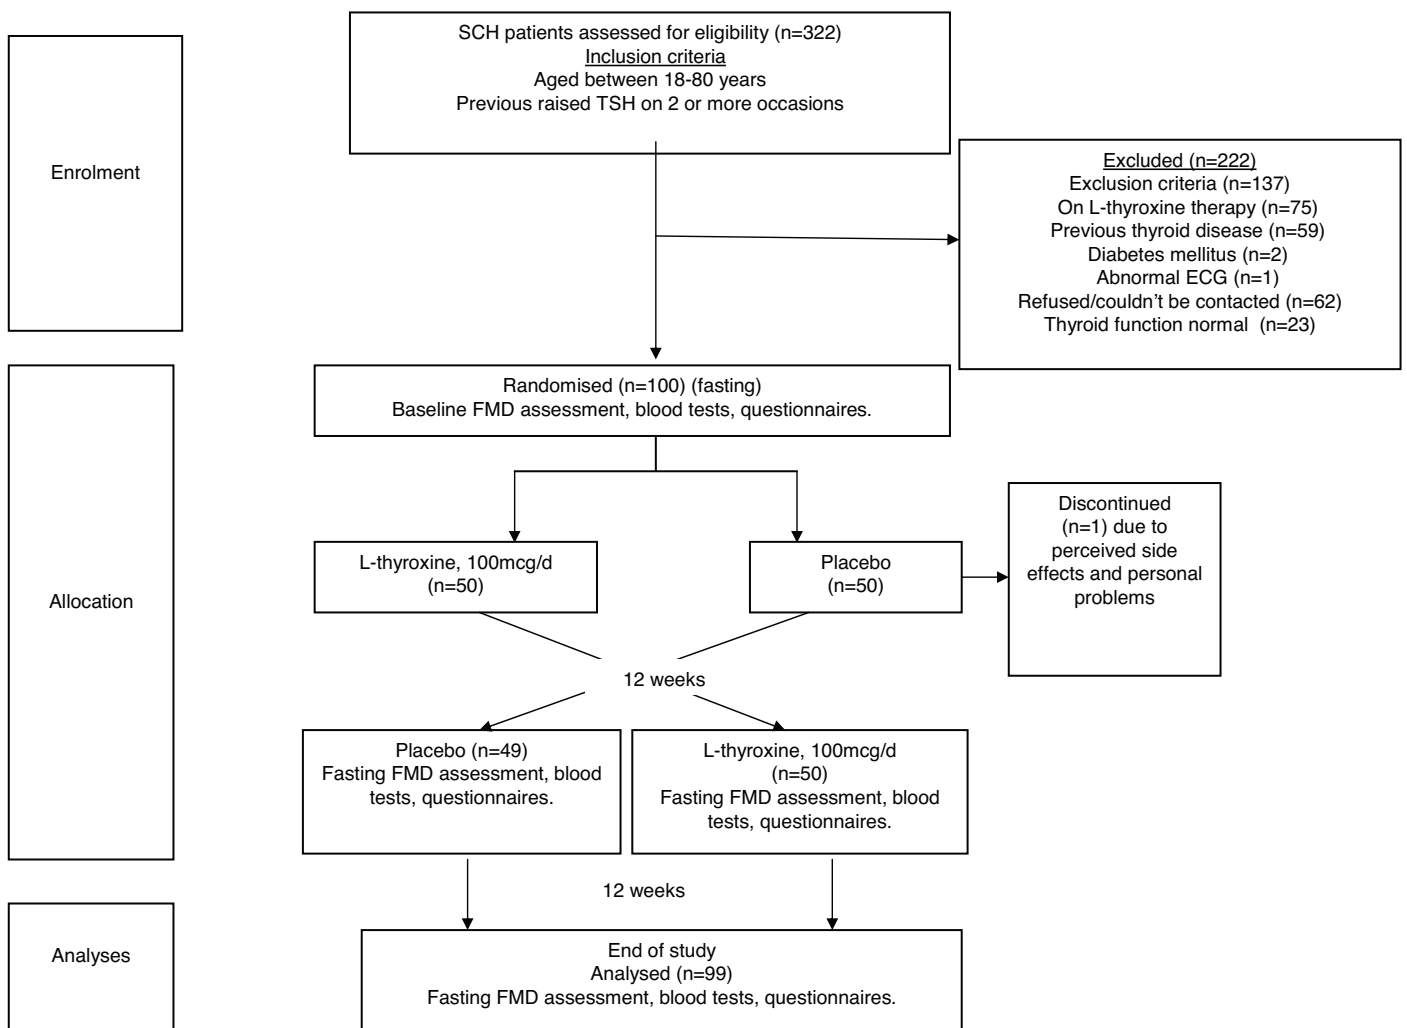 SCH patients assessed for eligibility (n=322)
Inclusion criteria
Aged between 18-80 years
Previous raised TSH on 2 or more occasions
Enrolment
Excluded (n=222)
Exclusion criteria (n=137)
On L-thyroxine therapy (n=75)
Previous thyroid disease (n=59)
Diabetes mellitus (n=2)
Abnormal ECG (n=1)
Refused/couldn’t be contacted (n=62)
Thyroid function normal  (n=23)
Randomised (n=100) (fasting)
Baseline FMD assessment, blood tests, questionnaires.
Allocation
L-thyroxine, 100mcg/d
(n=50)
Placebo
(n=50)
Discontinued
(n=1) due to
perceived side
effects and personal
problems
12 weeks
Placebo (n=49)
Fasting FMD assessment, blood
tests, questionnaires.
L-thyroxine, 100mcg/d
(n=50)
Fasting FMD assessment, blood
tests, questionnaires.
12 weeks
Analyses
End of study
Analysed (n=99)
Fasting FMD assessment, blood tests, questionnaires.